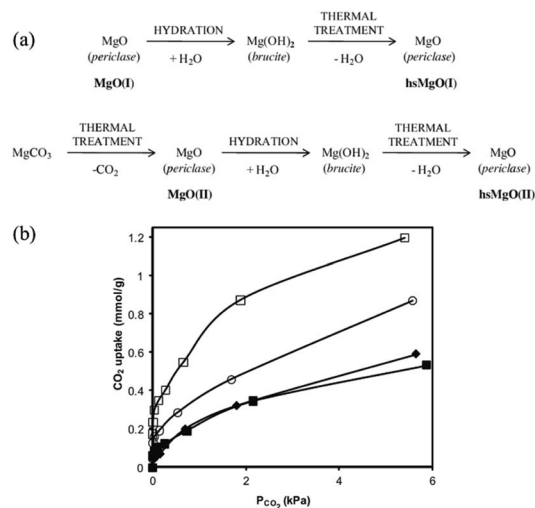 (a)
MgO HYDRATION Mg(OH)₂ THERMAL TREATMENT MgO
(periclase) + H₂O (brucite) - H₂O (periclase)
MgO(I) hsMgO(I)
THERMAL TREATMENT HYDRATION THERMAL TREATMENT
MgCO₃ MgO Mg(OH)₂ MgO
-CO₂ (periclase) + H₂O (brucite) - H₂O (periclase)
MgO(II) hsMgO(II)
(b)
CO₂ uptake (mmol/g)
1.2
1
0.8
0.6
0.4
0.2
0
0 2 4 6
P_CO₂ (kPa)